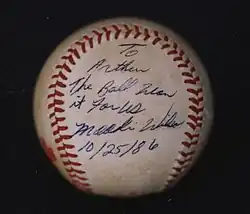 To
Arthur
The Ball Won
it For us
Mookie Wilson
10/25/86